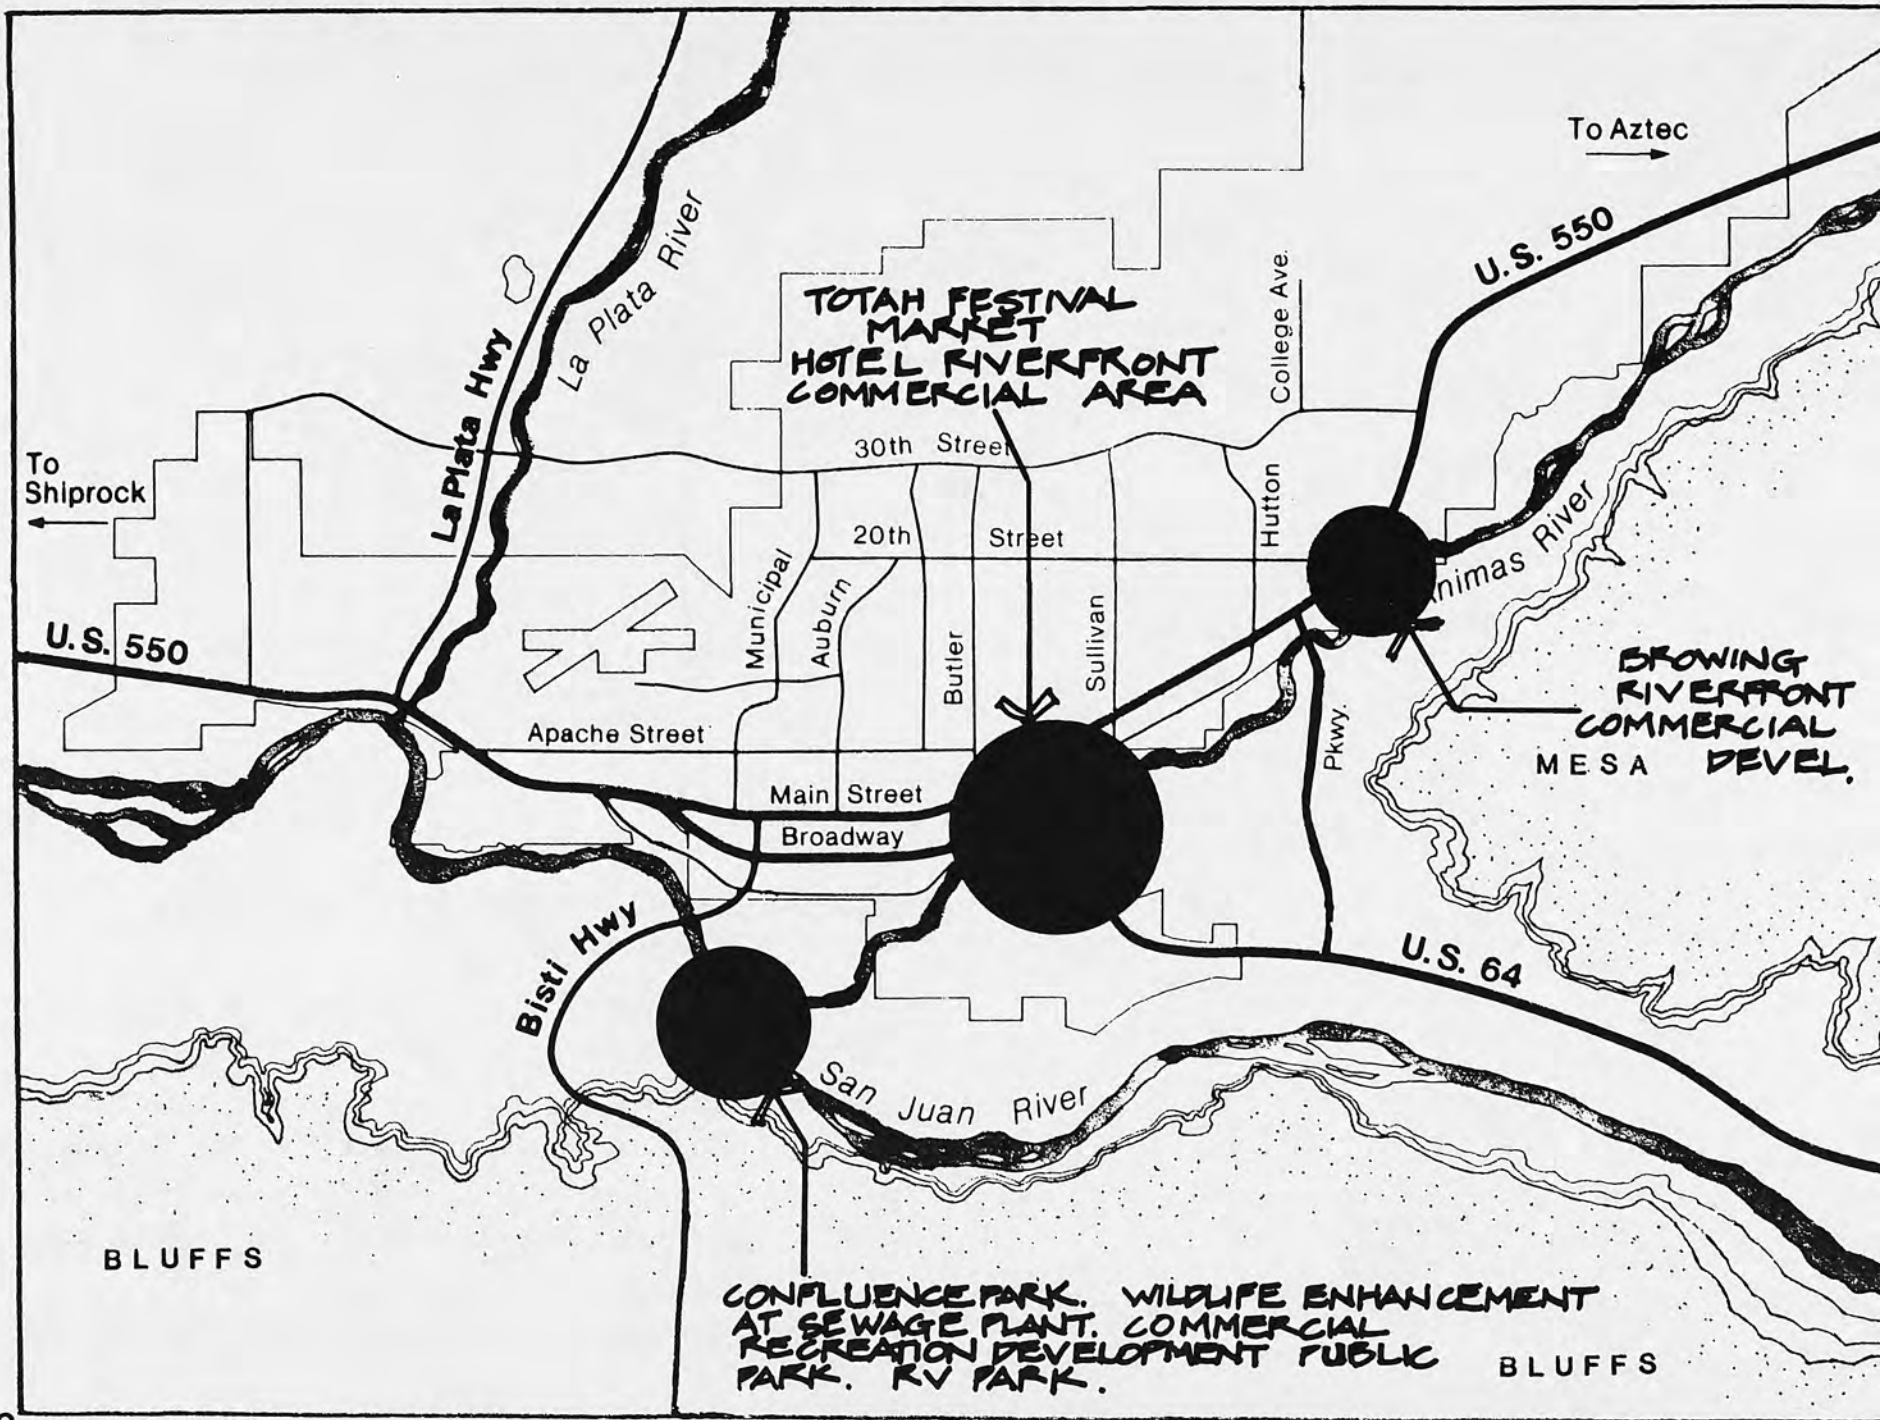 To Aztec
U.S. 550
La Plata River
La Plata Hwy
TOTAH FESTIVAL
MARKET
HOTEL RIVERFRONT
COMMERCIAL AREA
College Ave.
30th Street
To
Shiprock
20th Street
Hutton
Municipal
Auburn
Butler
Sullivan
Animas River
U.S. 550
Apache Street
Pkwy.
BROWING
RIVERFRONT
COMMERCIAL
DEVEL.
MESA
Main Street
Broadway
Bisti Hwy
U.S. 64
San Juan River
BLUFFS
CONFLUENCE PARK. WILDLIFE ENHANCEMENT
AT SEWAGE PLANT. COMMERCIAL
RECREATION DEVELOPMENT PUBLIC
PARK. RV PARK.
BLUFFS